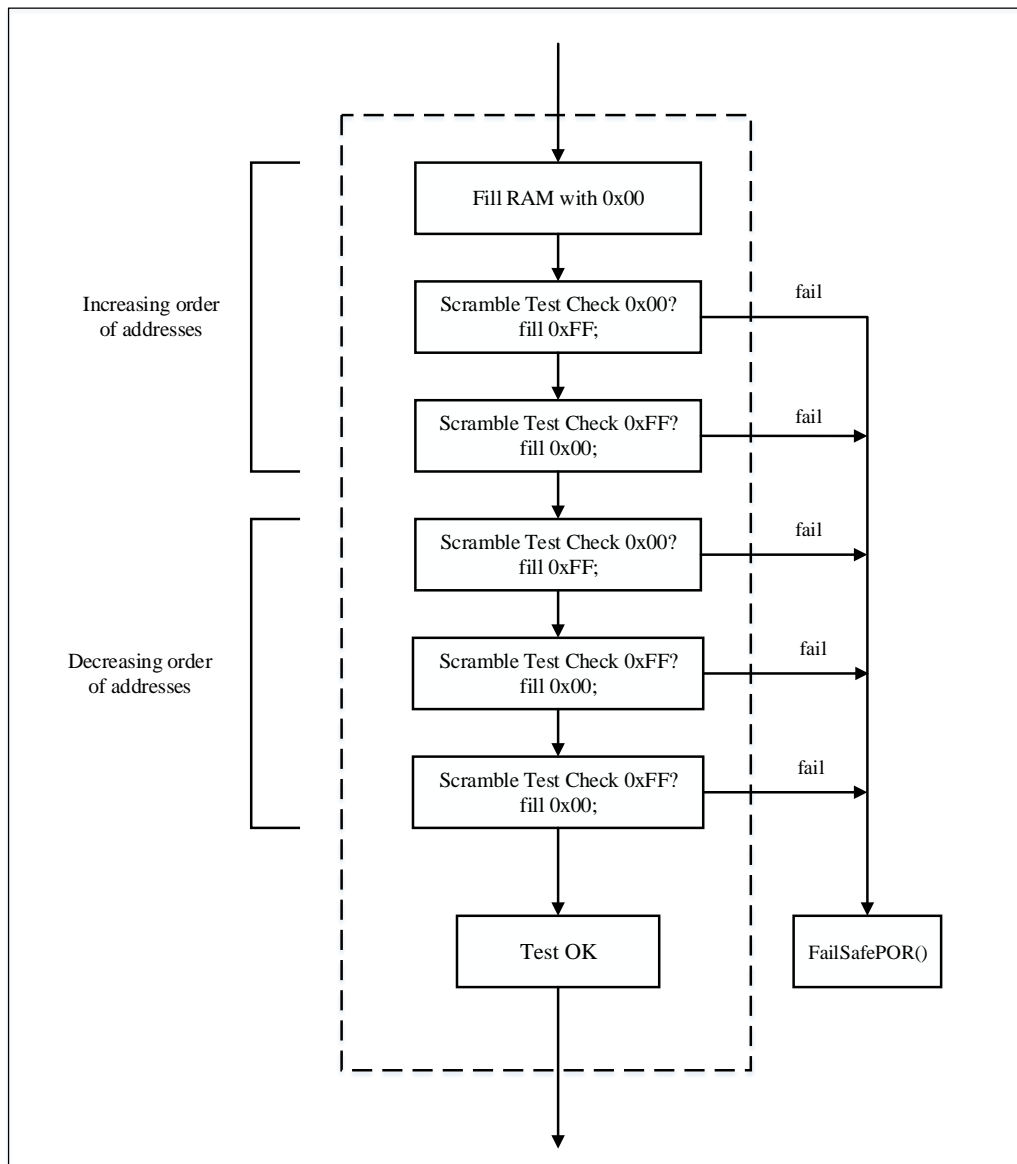 Fill RAM with 0x00
Increasing order
of addresses
Scramble Test Check 0x00?
fill 0xFF;
fail
Scramble Test Check 0xFF?
fill 0x00;
fail
Decreasing order
of addresses
Scramble Test Check 0x00?
fill 0xFF;
fail
Scramble Test Check 0xFF?
fill 0x00;
fail
Scramble Test Check 0xFF?
fill 0x00;
fail
Test OK
FailSafePOR()